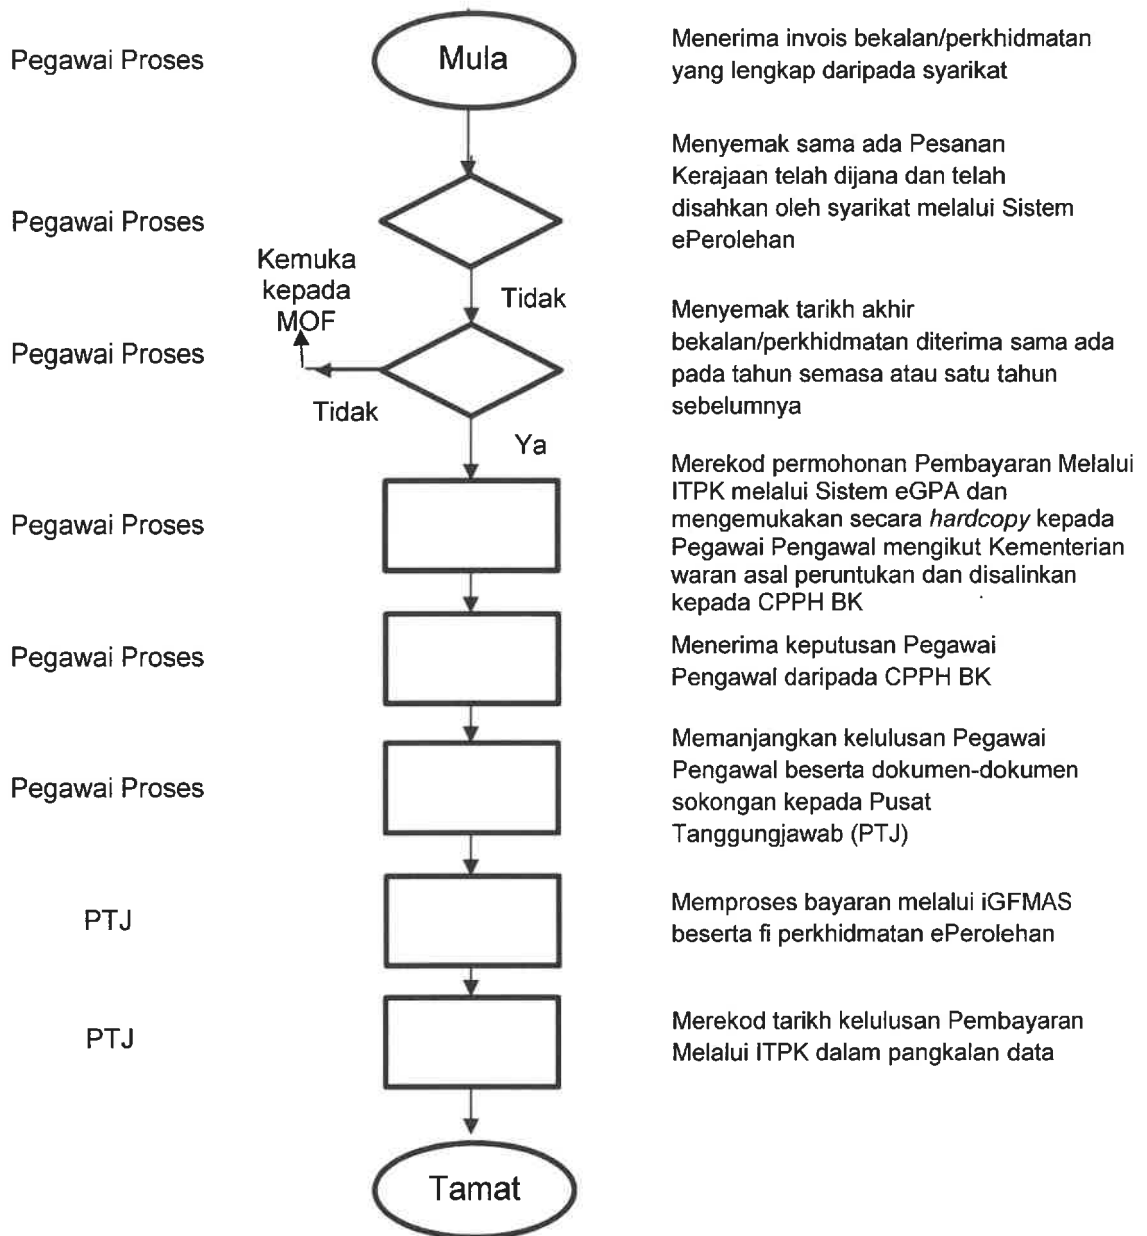 Pegawai Proses
Mula
Menerima invois bekalan/perkhidmatan
yang lengkap daripada syarikat
Pegawai Proses
Menyemak sama ada Pesanan
Kerajaan telah dijana dan telah
disahkan oleh syarikat melalui Sistem
ePerolehan
Kemuka
kepada
MOF
Tidak
Pegawai Proses
Menyemak tarikh akhir
bekalan/perkhidmatan diterima sama ada
pada tahun semasa atau satu tahun
sebelumnya
Tidak
Ya
Pegawai Proses
Merekod permohonan Pembayaran Melalui
ITPK melalui Sistem eGPA dan
mengemukakan secara hardcopy kepada
Pegawai Pengawal mengikut Kementerian
waran asal peruntukan dan disalinkan
kepada CPPH BK
Pegawai Proses
Menerima keputusan Pegawai
Pengawal daripada CPPH BK
Pegawai Proses
Memanjangkan kelulusan Pegawai
Pengawal beserta dokumen-dokumen
sokongan kepada Pusat
Tanggungjawab (PTJ)
PTJ
Memproses bayaran melalui iGFMAS
beserta fi perkhidmatan ePerolehan
PTJ
Merekod tarikh kelulusan Pembayaran
Melalui ITPK dalam pangkalan data
Tamat